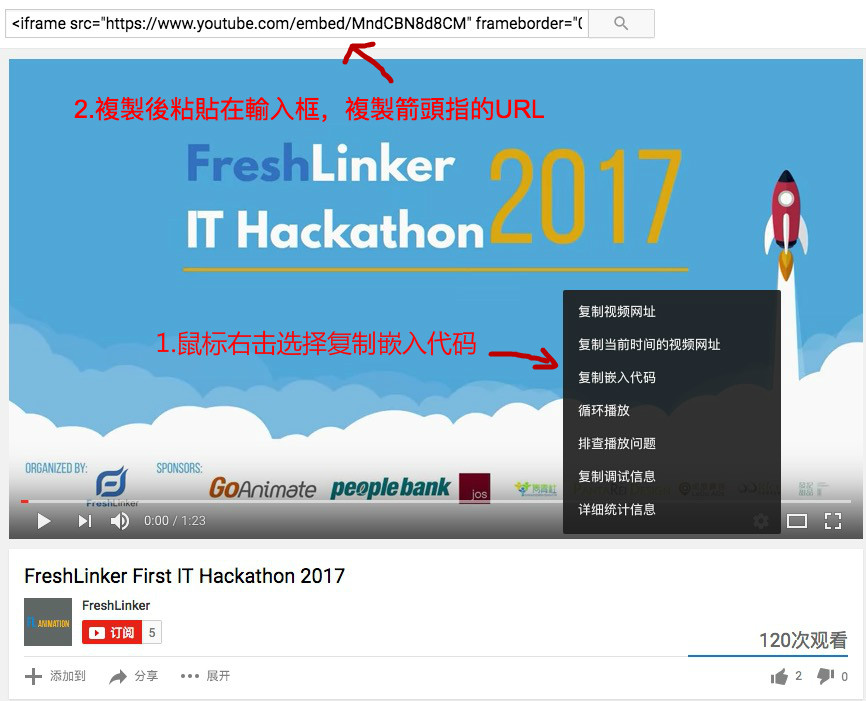 <iframe src="https://www.youtube.com/embed/MndCBN8d8CM" frameborder="0
2.複製後粘貼在輸入框，複製箭頭指的URL
FreshLinker
IT Hackathon
2017
1.鼠标右击选择复制嵌入代码
复制视频网址
复制当前时间的视频网址
复制嵌入代码
循环播放
排查播放问题
复制调试信息
详细统计信息
ORGANIZED BY:
FreshLinker
SPONSORS:
GoAnimate
peoplebank
jos
0:00 / 1:23
FreshLinker First IT Hackathon 2017
ANIMATION
FreshLinker
订阅
5
120次观看
添加到
分享
展开
2
0